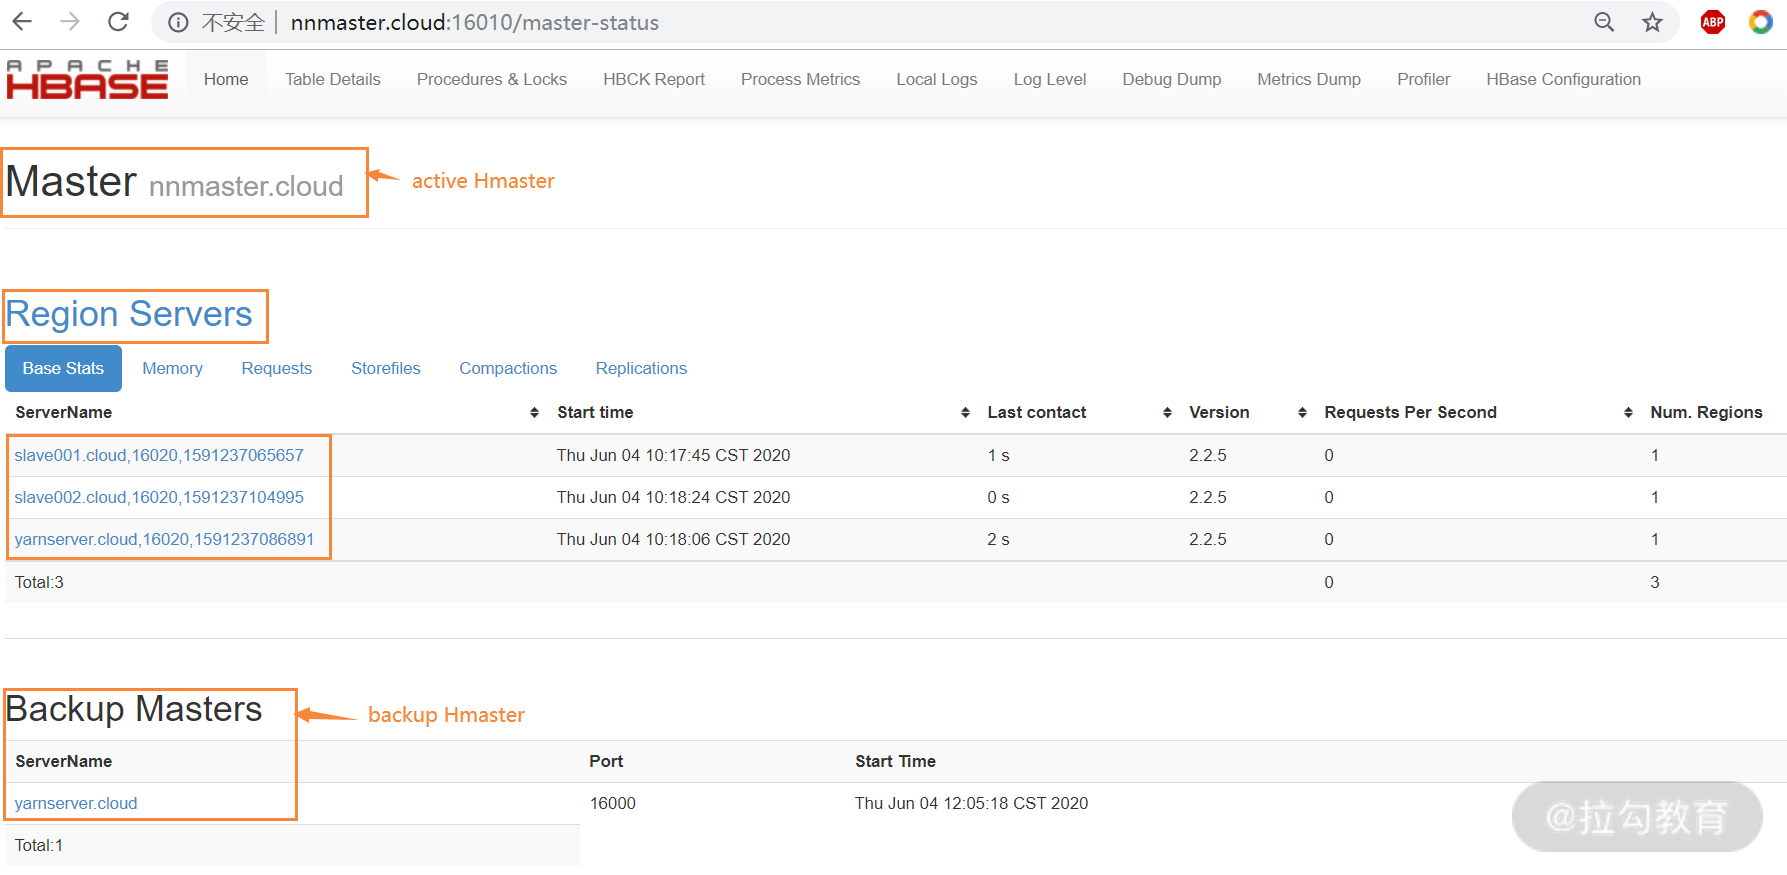 不安全 nnmaster.cloud:16010/master-status ABP
APACHE
HBASE
Home Table Details Procedures & Locks HBCK Report Process Metrics Local Logs Log Level Debug Dump Metrics Dump Profiler HBase Configuration
Master nnmaster.cloud active Hmaster
Region Servers
Base Stats Memory Requests Storefiles Compactions Replications
ServerName Start time Last contact Version Requests Per Second Num. Regions
slave001.cloud,16020,1591237065657 Thu Jun 04 10:17:45 CST 2020 1 s 2.2.5 0 1
slave002.cloud,16020,1591237104995 Thu Jun 04 10:18:24 CST 2020 0 s 2.2.5 0 1
yarnserver.cloud,16020,1591237086891 Thu Jun 04 10:18:06 CST 2020 2 s 2.2.5 0 1
Total:3 0 3
Backup Masters backup Hmaster
ServerName Port Start Time
yarnserver.cloud 16000 Thu Jun 04 12:05:18 CST 2020
Total:1
@拉勾教育